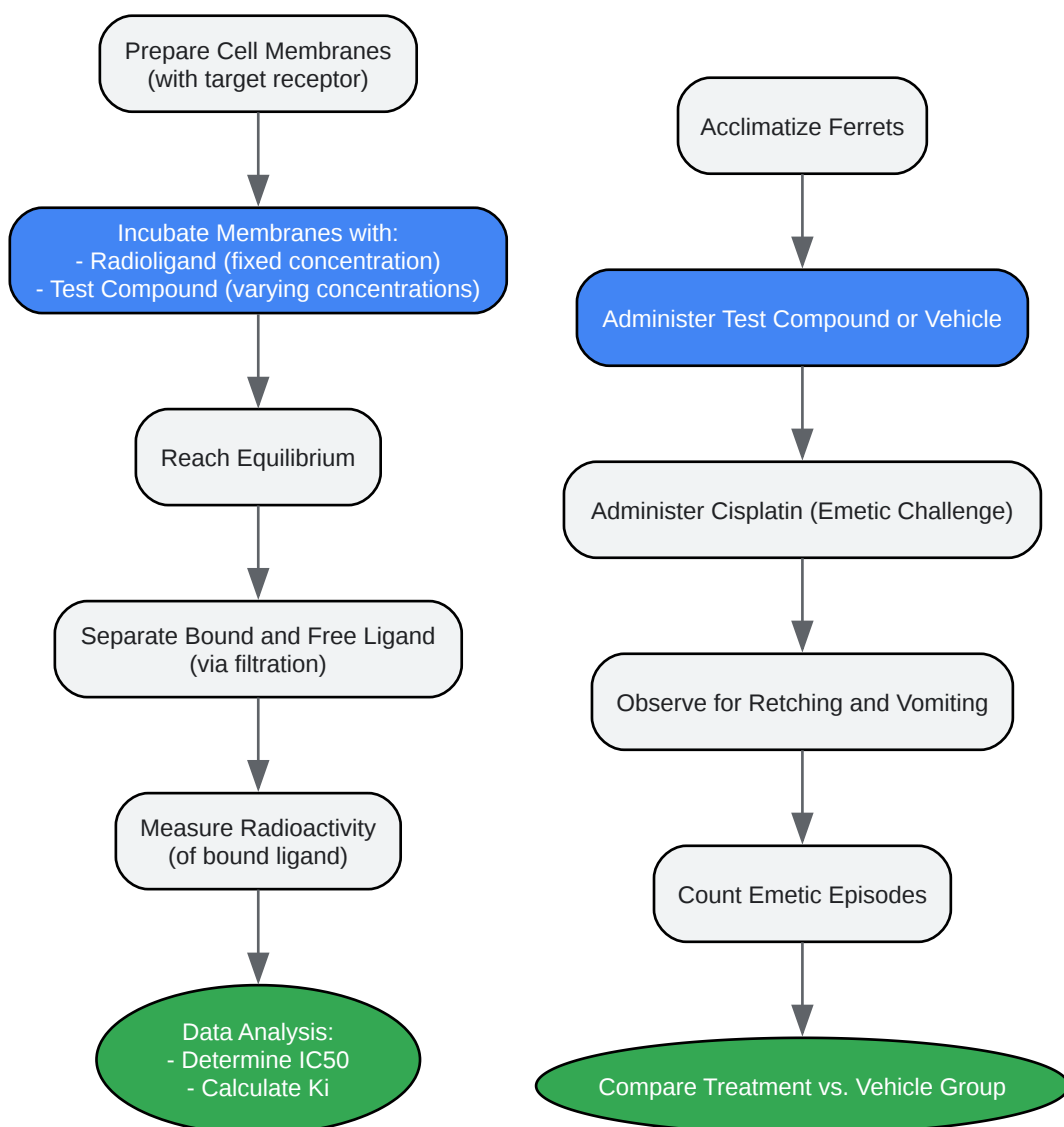 Prepare Cell Membranes
(with target receptor)
Incubate Membranes with:
- Radioligand (fixed concentration)
- Test Compound (varying concentrations)
Reach Equilibrium
Separate Bound and Free Ligand
(via filtration)
Measure Radioactivity
(of bound ligand)
Data Analysis:
- Determine IC50
- Calculate Ki
Acclimatize Ferrets
Administer Test Compound or Vehicle
Administer Cisplatin (Emetic Challenge)
Observe for Retching and Vomiting
Count Emetic Episodes
Compare Treatment vs. Vehicle Group